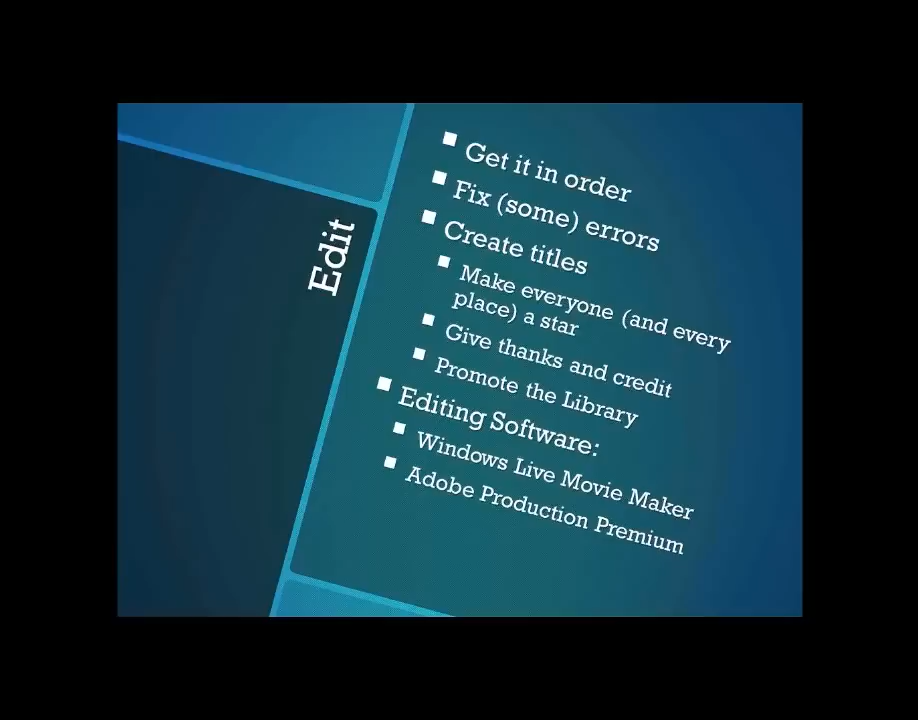 Edit
Get it in order
Fix (some) errors
Create titles
Make everyone (and every
place) a star
Give thanks and credit
Promote the Library
Editing Software:
Windows Live Movie Maker
Adobe Production Premium